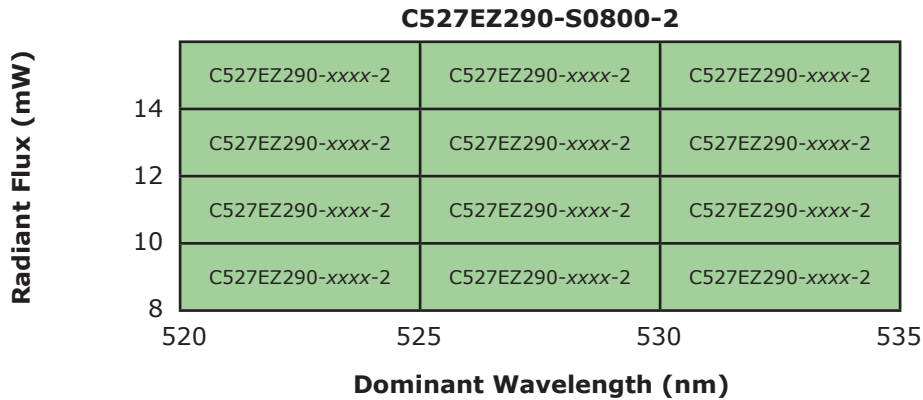 C527EZ290-S0800-2
Radiant Flux (mW)
C527EZ290-xxxx-2 C527EZ290-xxxx-2 C527EZ290-xxxx-2
14
C527EZ290-xxxx-2 C527EZ290-xxxx-2 C527EZ290-xxxx-2
12
C527EZ290-xxxx-2 C527EZ290-xxxx-2 C527EZ290-xxxx-2
10
C527EZ290-xxxx-2 C527EZ290-xxxx-2 C527EZ290-xxxx-2
8
520 525 530 535
Dominant Wavelength (nm)